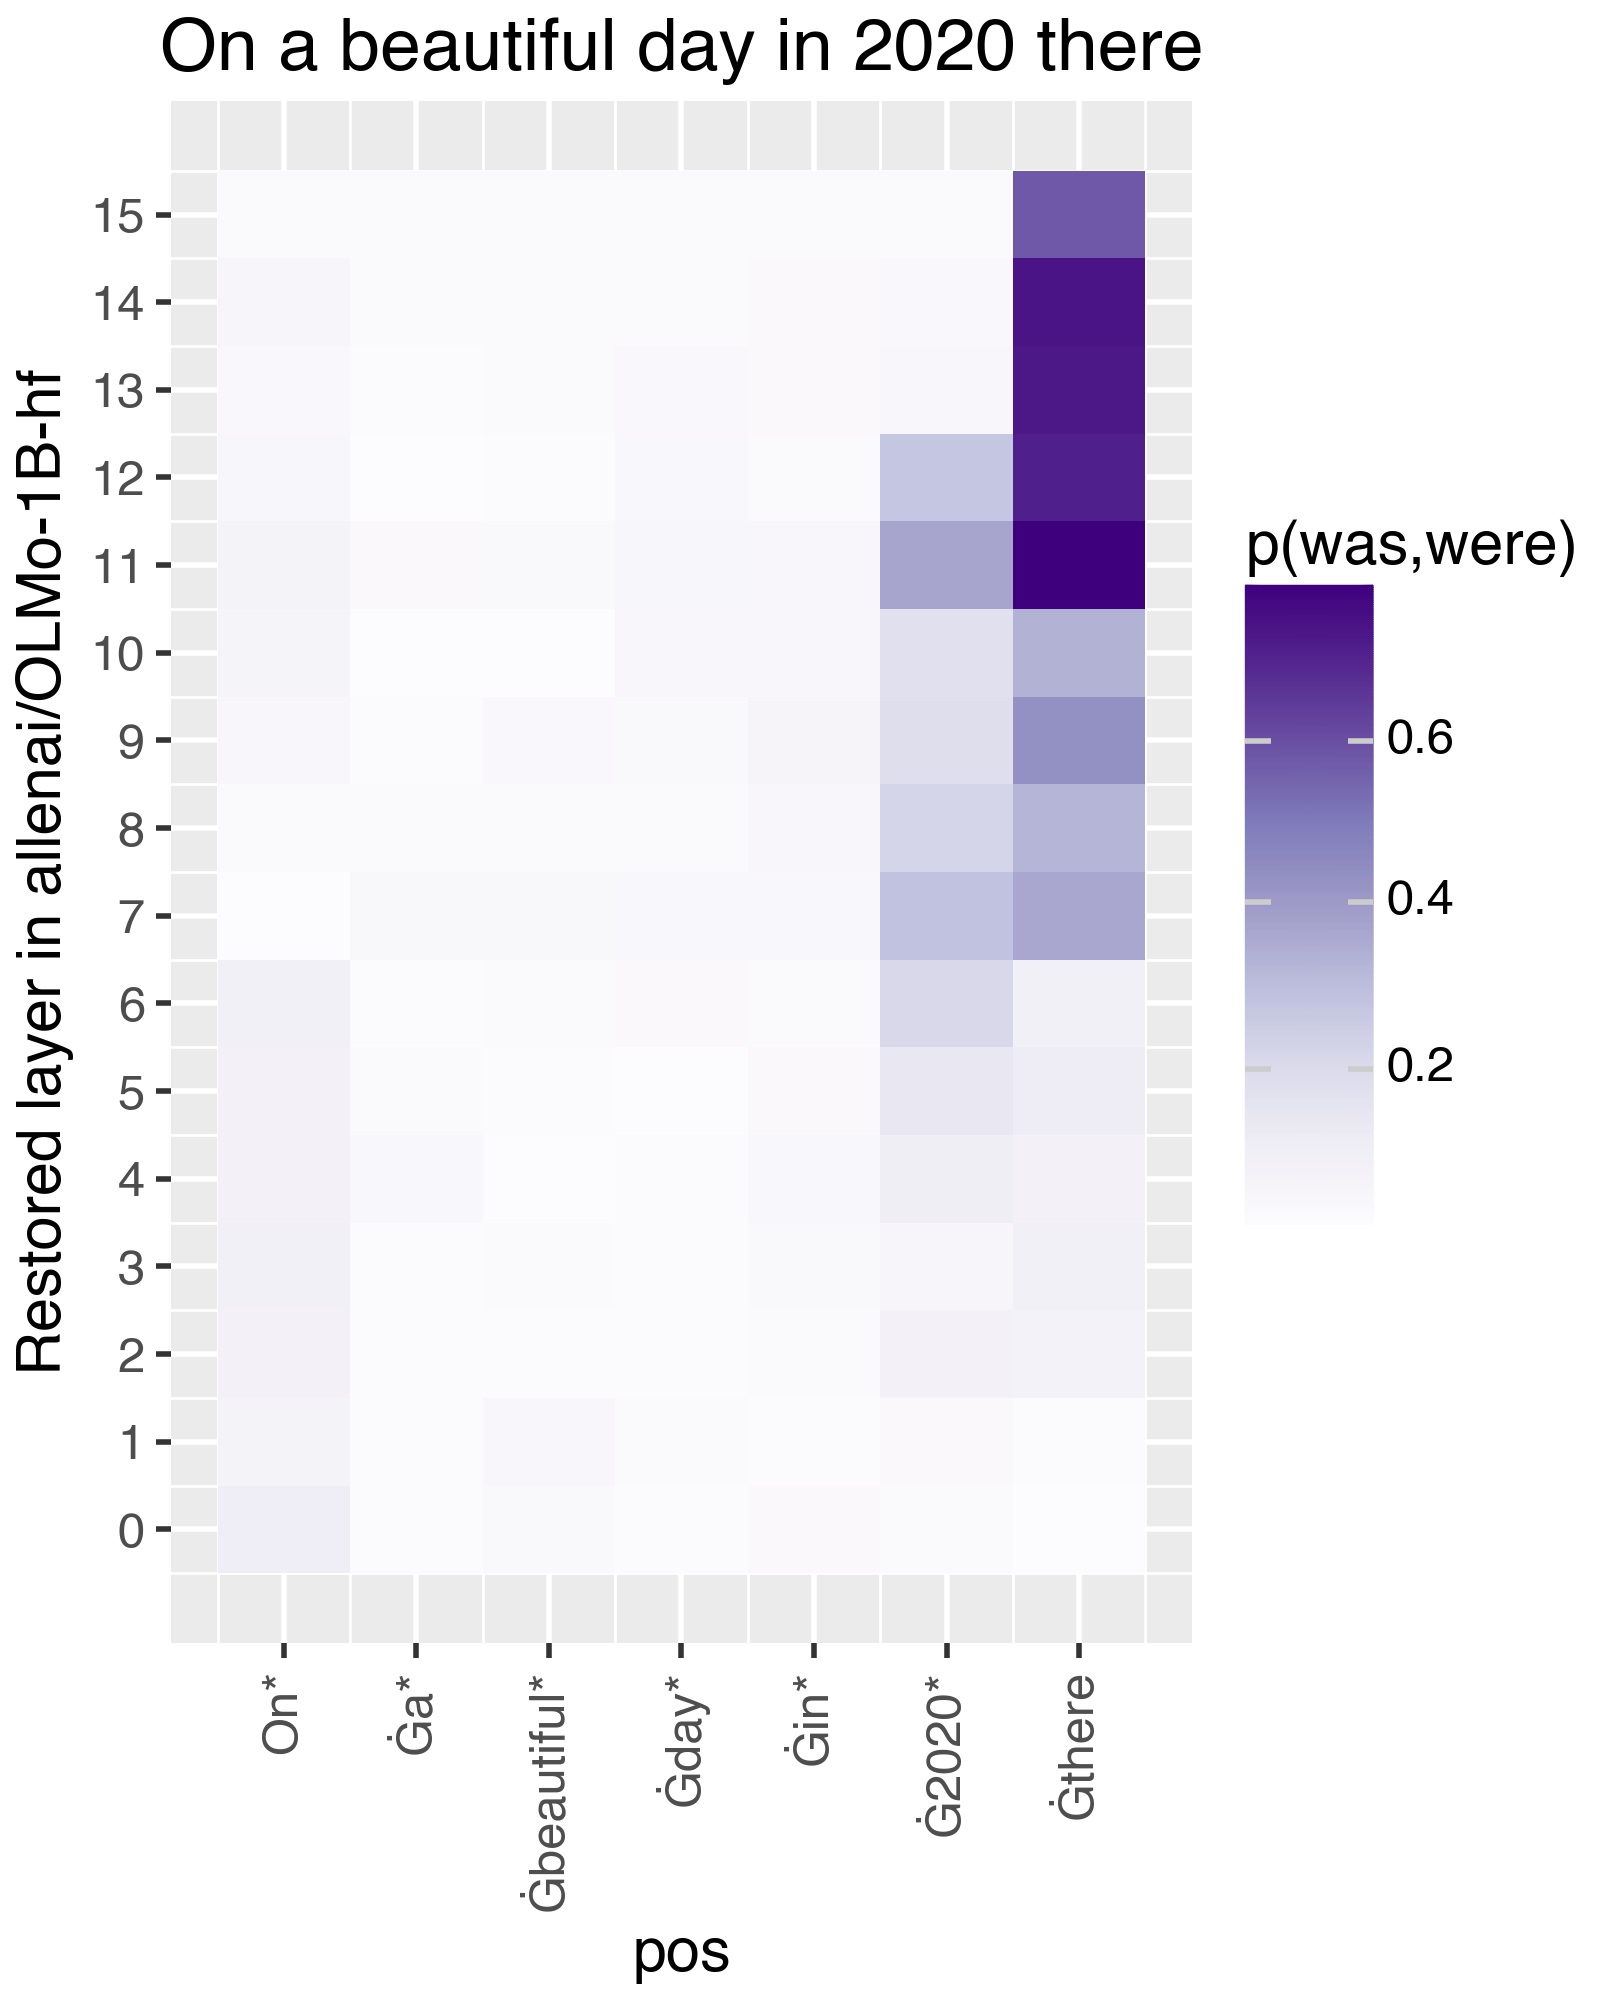 On a beautiful day in 2020 there
Restored layer in allenai/OLMo-1B-hf
15
14
13
12
11
10
9
8
7
6
5
4
3
2
1
0
On*
Ġa*
Ġbeautiful*
Ġday*
Ġin*
Ġ2020*
Ġthere
pos
p(was,were)
0.6
0.4
0.2